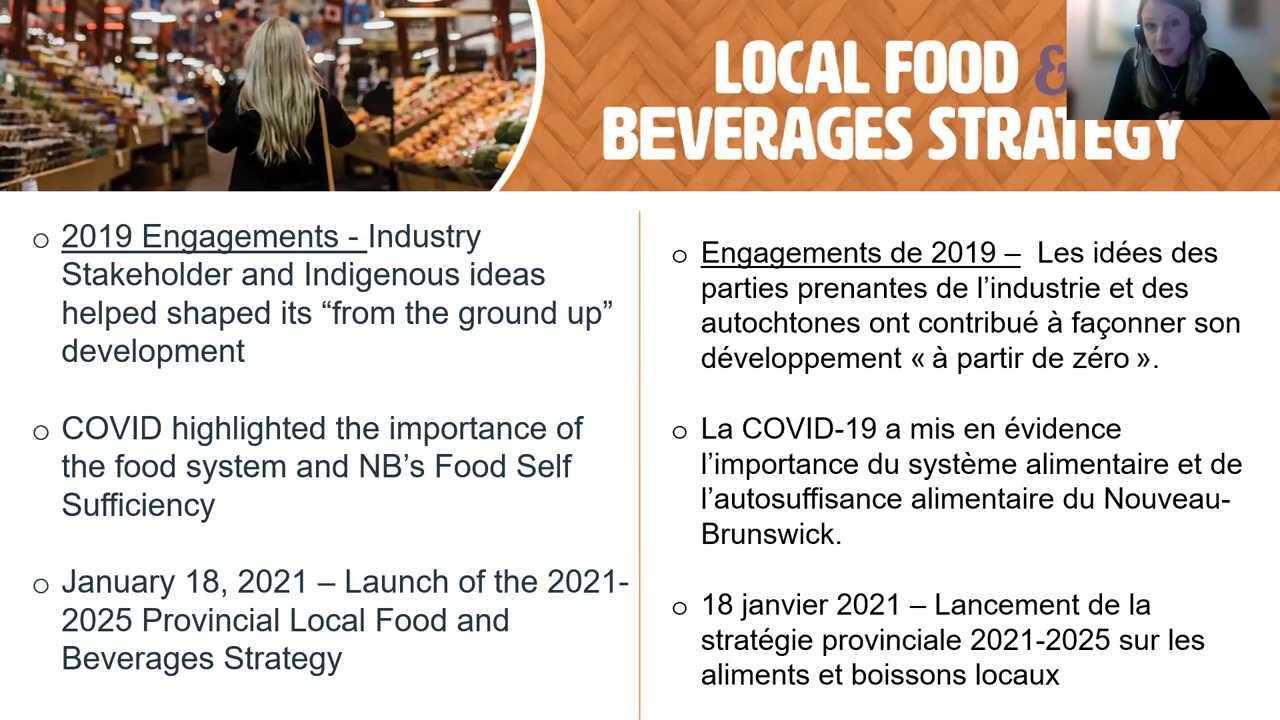 LOCAL FOOD &
BEVERAGES STRATEGY
o 2019 Engagements - Industry
Stakeholder and Indigenous ideas
helped shaped its “from the ground up”
development
o COVID highlighted the importance of
the food system and NB’s Food Self
Sufficiency
o January 18, 2021 – Launch of the 2021-
2025 Provincial Local Food and
Beverages Strategy
o Engagements de 2019 – Les idées des
parties prenantes de l’industrie et des
autochtones ont contribué à façonner son
développement « à partir de zéro ».
o La COVID-19 a mis en évidence
l’importance du système alimentaire et de
l’autosuffisance alimentaire du Nouveau-
Brunswick.
o 18 janvier 2021 – Lancement de la
stratégie provinciale 2021-2025 sur les
aliments et boissons locaux